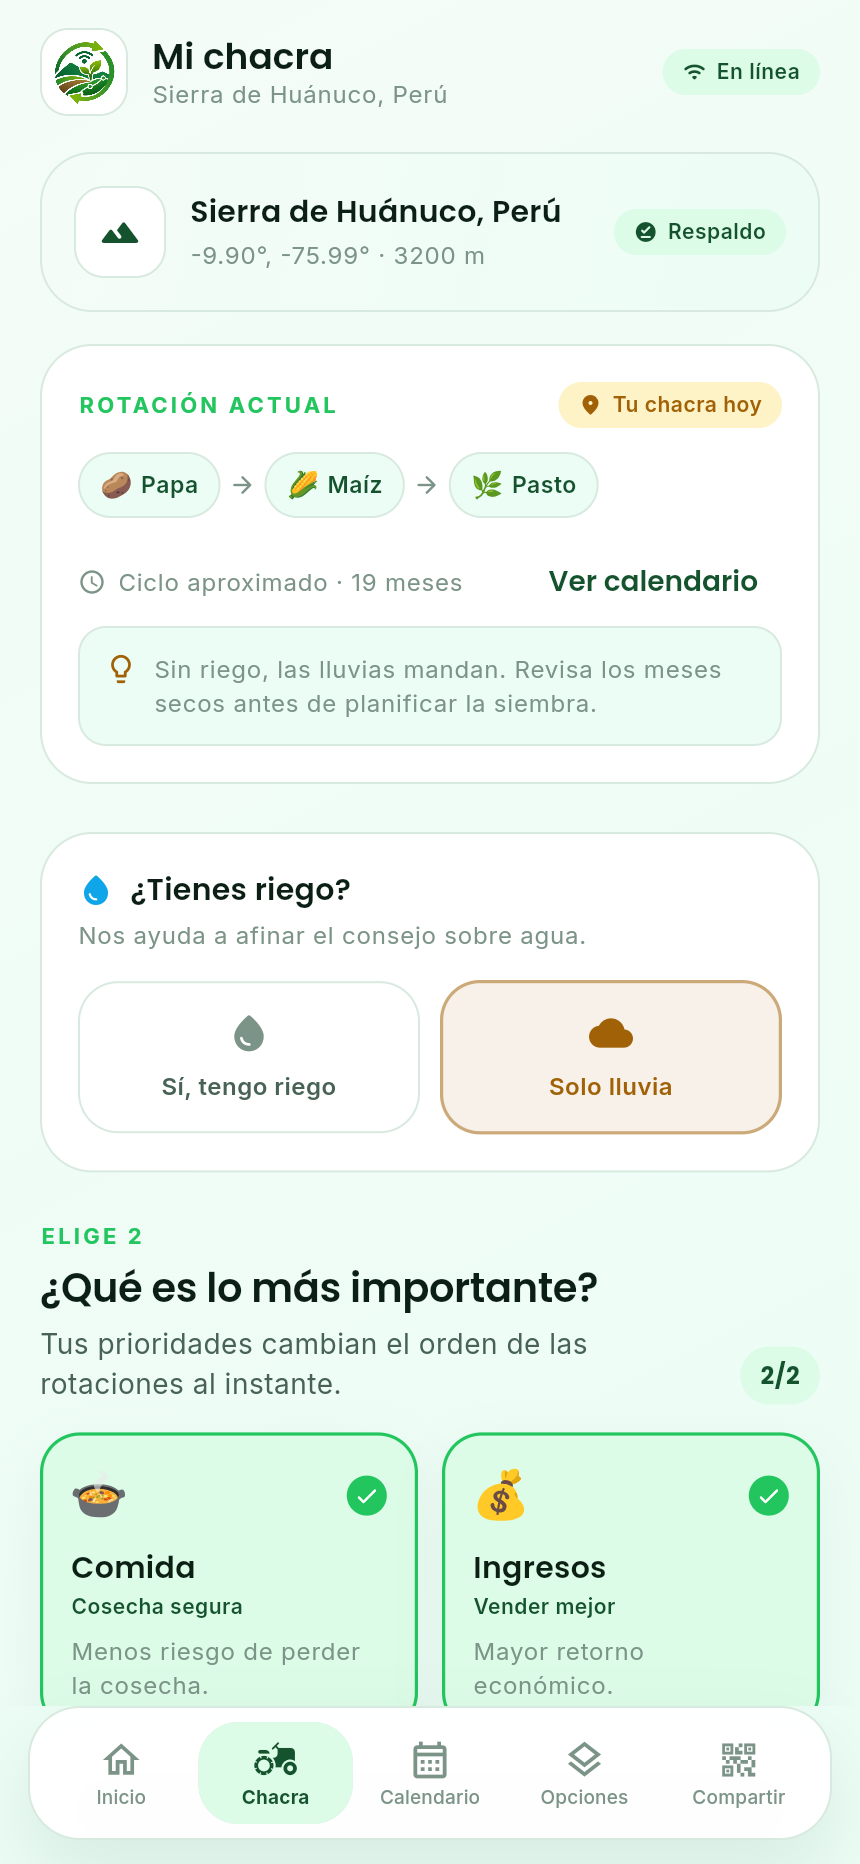 Mi chacra
Sierra de Huánuco, Perú
En línea
Sierra de Huánuco, Perú
-9.90°, -75.99° · 3200 m
Respaldo
ROTACIÓN ACTUAL
Tu chacra hoy
Papa → Maíz → Pasto
Ciclo aproximado · 19 meses
Ver calendario
Sin riego, las lluvias mandan. Revisa los meses
secos antes de planificar la siembra.
¿Tienes riego?
Nos ayuda a afinar el consejo sobre agua.
Sí, tengo riego
Solo lluvia
ELIGE 2
¿Qué es lo más importante?
Tus prioridades cambian el orden de las
rotaciones al instante.
2/2
Comida
Cosecha segura
Menos riesgo de perder
la cosecha.
Ingresos
Vender mejor
Mayor retorno
económico.
Inicio
Chacra
Calendario
Opciones
Compartir